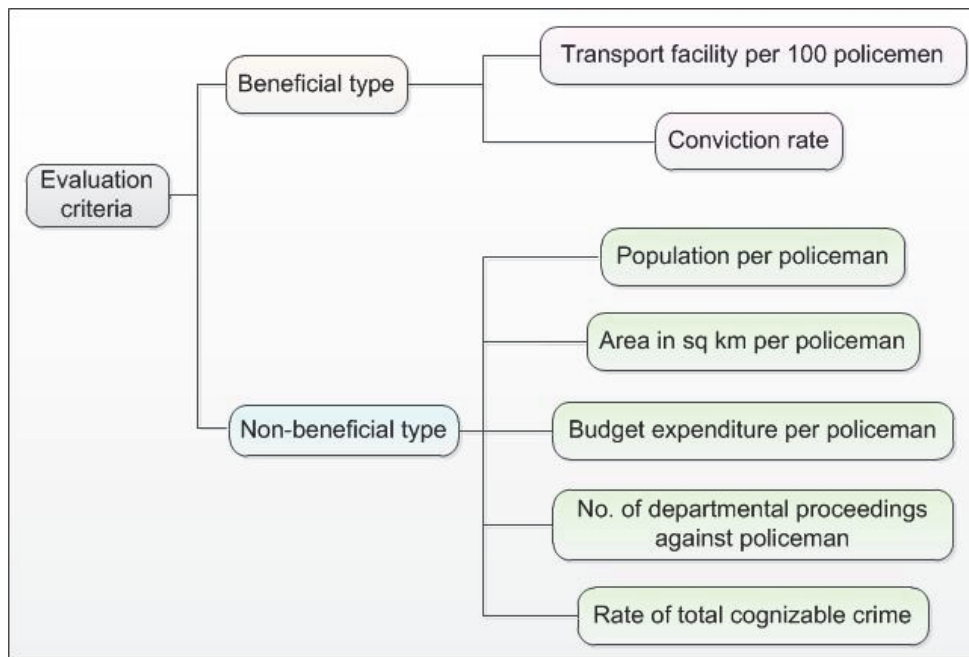 Evaluation
criteria
Beneficial type
Transport facility per 100 policemen
Conviction rate
Non-beneficial type
Population per policeman
Area in sq km per policeman
Budget expenditure per policeman
No. of departmental proceedings
against policeman
Rate of total cognizable crime